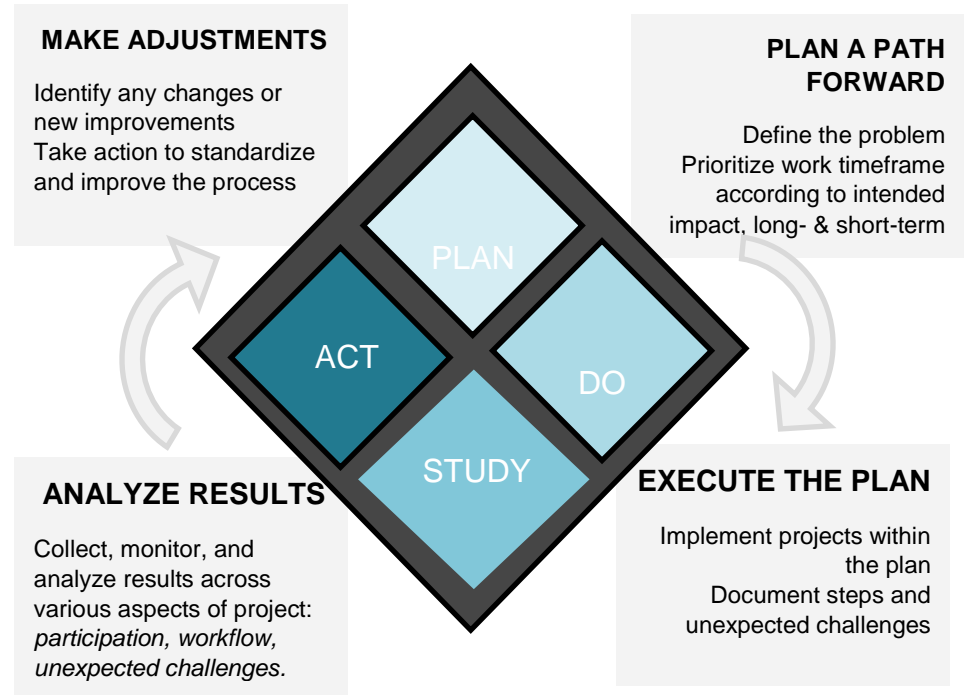 MAKE ADJUSTMENTS
Identify any changes or
new improvements
Take action to standardize
and improve the process
PLAN A PATH
FORWARD
Define the problem
Prioritize work timeframe
according to intended
impact, long- & short-term
PLAN
ACT
DO
STUDY
ANALYZE RESULTS
Collect, monitor, and
analyze results across
various aspects of project:
participation, workflow,
unexpected challenges.
EXECUTE THE PLAN
Implement projects within
the plan
Document steps and
unexpected challenges